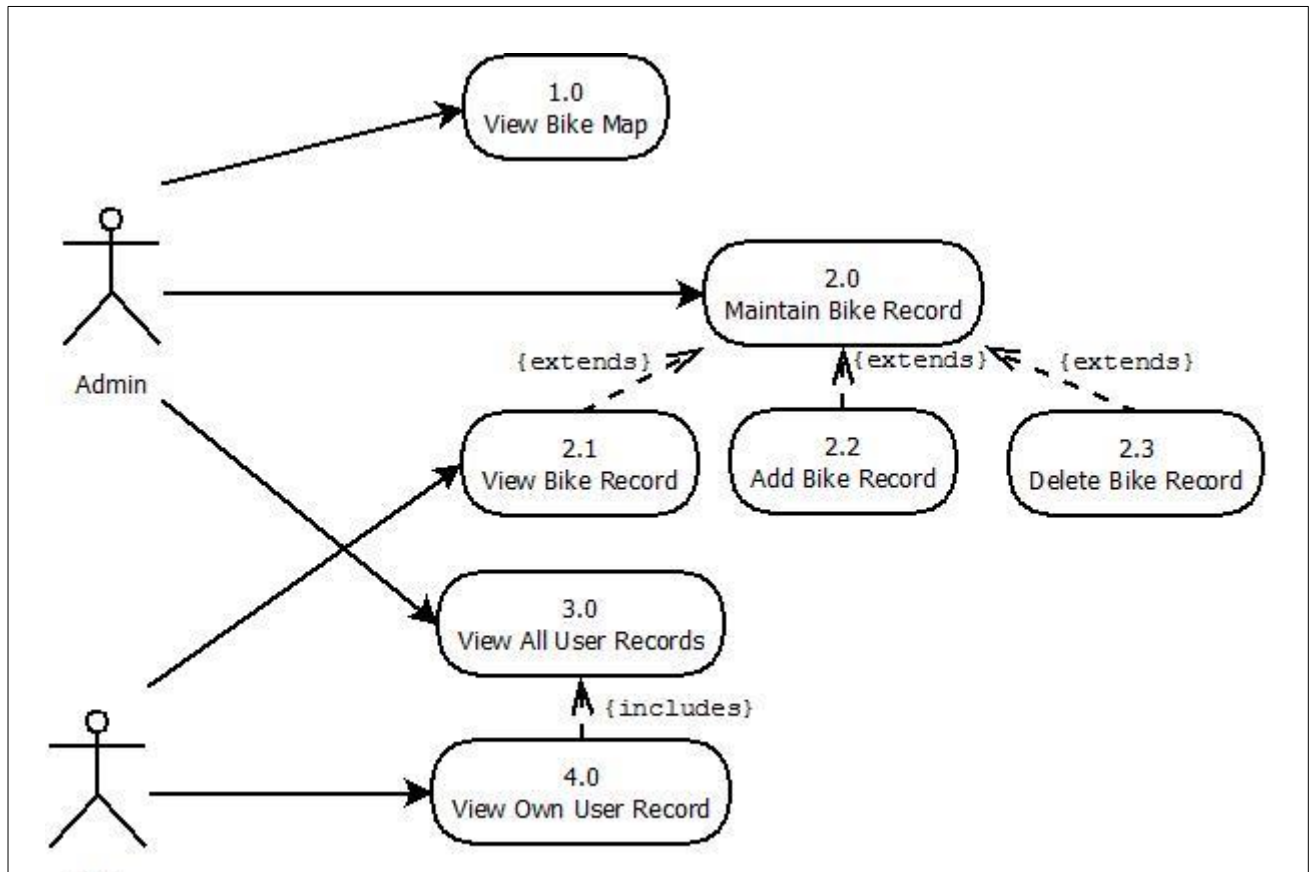 1.0
View Bike Map
2.0
Maintain Bike Record
{extends}
{extends}
{extends}
Admin
2.1
View Bike Record
2.2
Add Bike Record
2.3
Delete Bike Record
3.0
View All User Records
{includes}
4.0
View Own User Record